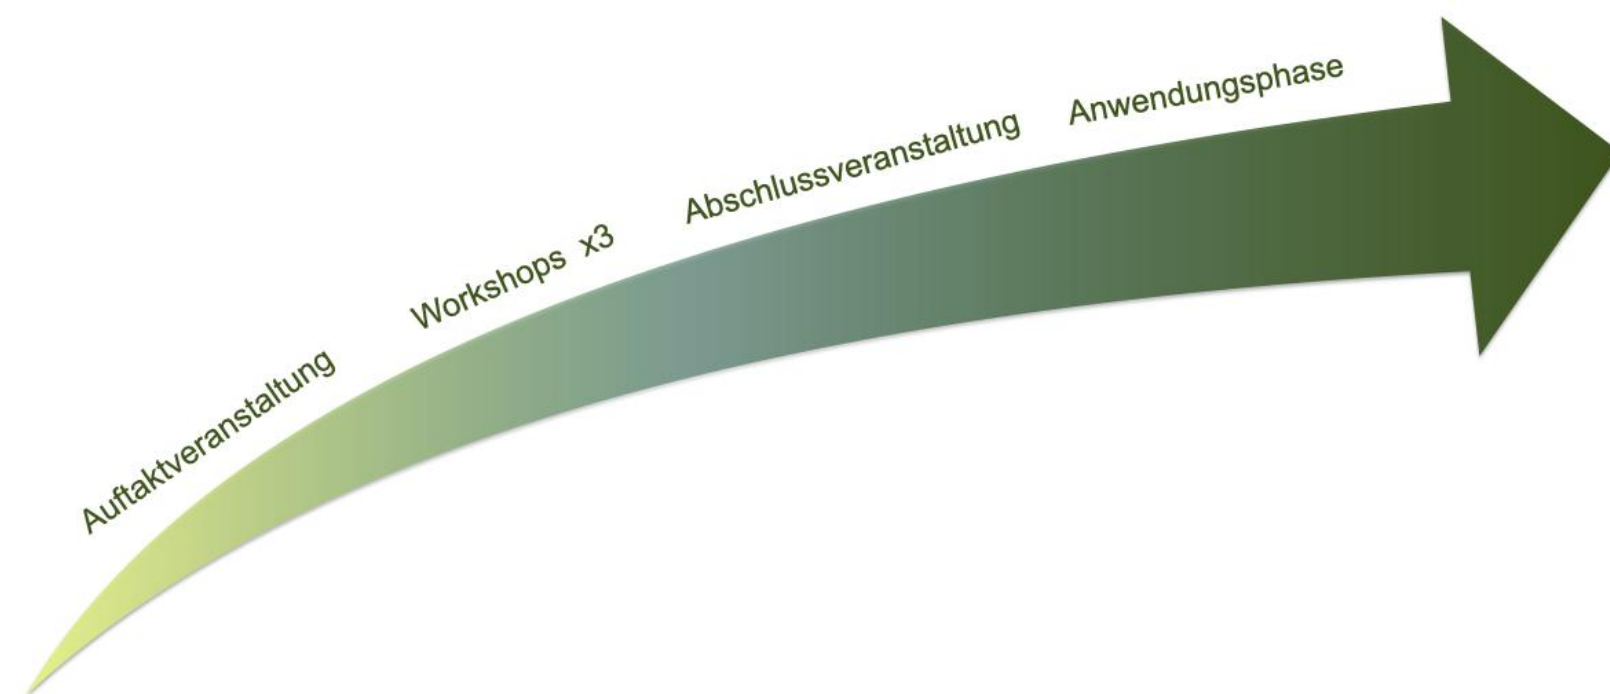 Auftaktveranstaltung
Workshops x3
Abschlussveranstaltung
Anwendungsphase